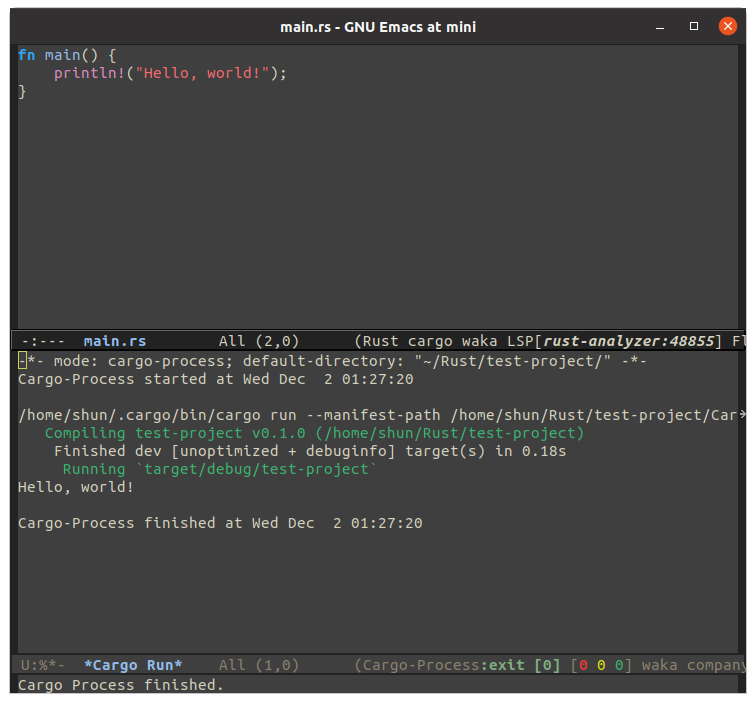 main.rs - GNU Emacs at mini
fn main() {
    println!("Hello, world!");
}
-:---  main.rs        All (2,0)      (Rust cargo waka LSP[rust-analyzer:48855] Fl
-*- mode: cargo-process; default-directory: "~/Rust/test-project/" -*-
Cargo-Process started at Wed Dec  2 01:27:20
/home/shun/.cargo/bin/cargo run --manifest-path /home/shun/Rust/test-project/Car
   Compiling test-project v0.1.0 (/home/shun/Rust/test-project)
    Finished dev [unoptimized + debuginfo] target(s) in 0.18s
     Running `target/debug/test-project`
Hello, world!
Cargo-Process finished at Wed Dec  2 01:27:20
U:%*-  *Cargo Run*    All (1,0)      (Cargo-Process:exit [0] [0 0 0] waka company
Cargo Process finished.